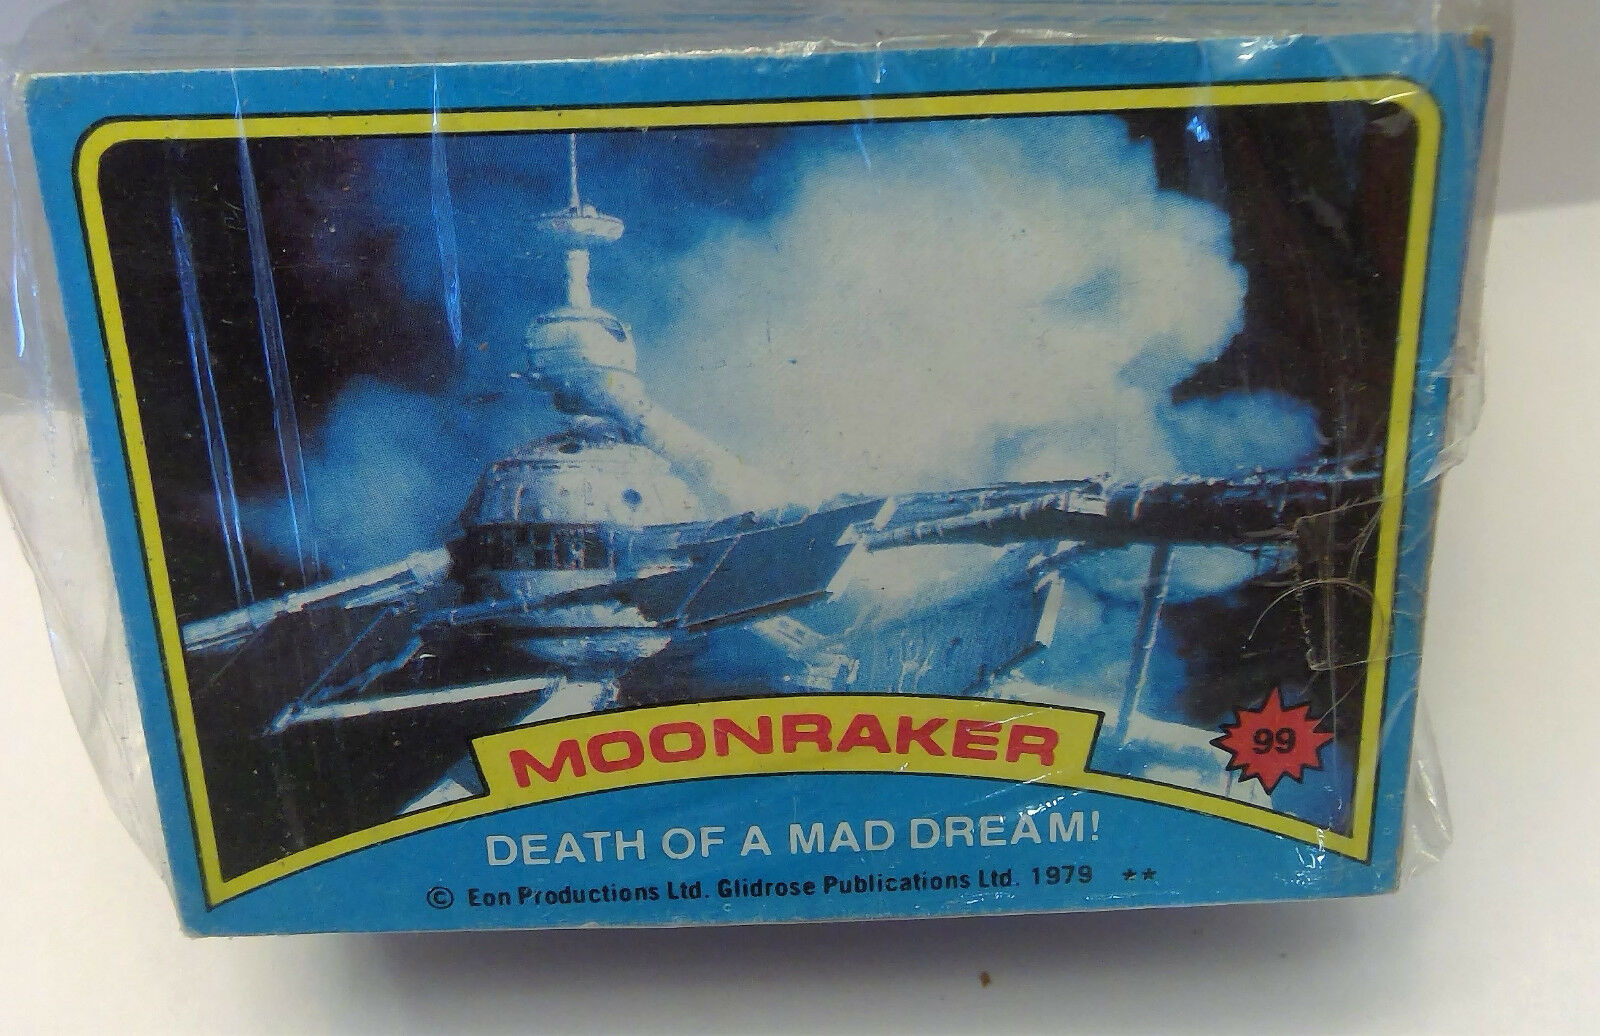 MOONRAKER
99
DEATH OF A MAD DREAM!
© Eon Productions Ltd. Glidrose Publications Ltd. 1979 **